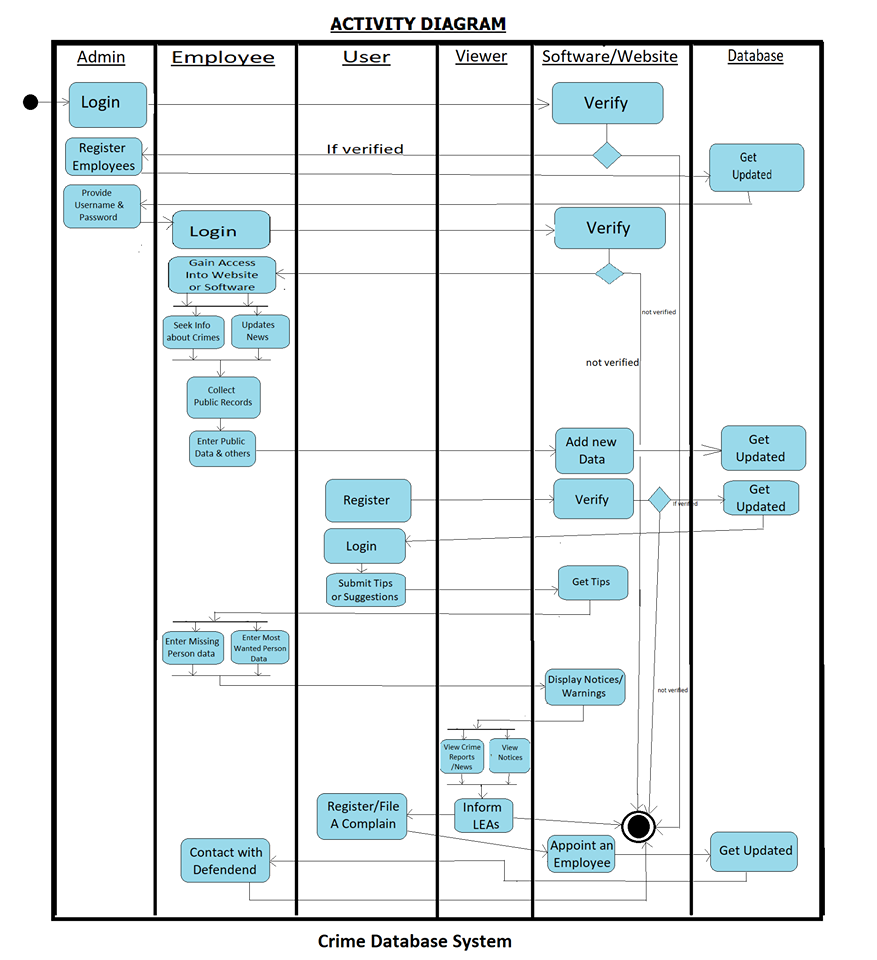 ACTIVITY DIAGRAM
Admin
Employee
User
Viewer
Software/Website
Database
Login
Verify
Register
Employees
If verified
Get
Updated
Provide
Username &
Password
Login
Verify
Gain Access
Into Website
or Software
not verified
Seek Info
about Crimes
Updates
News
not verified
Collect
Public Records
Enter Public
Data & others
Add new
Data
Get
Updated
Register
Verify
If verified
Get
Updated
Login
Submit Tips
or Suggestions
Get Tips
Enter Missing
Person data
Enter Most
Wanted Person
Data
Display Notices/
Warnings
not verified
View Crime
Reports
/News
View
Notices
Register/File
A Complain
Inform
LEAs
Contact with
Defendend
Appoint an
Employee
Get Updated
Crime Database System